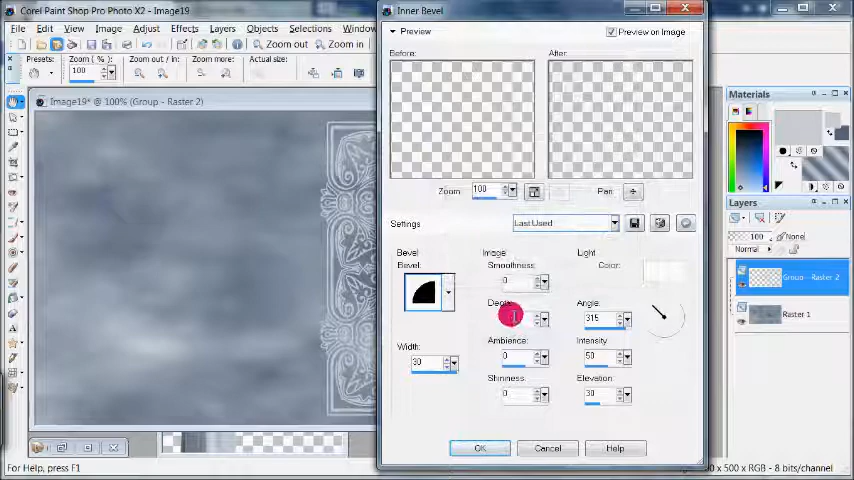 Corel Paint Shop Pro Photo X2 - Image19
File Edit View Image Adjust Effects Layers Objects Selections
Zoom out Zoom in
Presets: Zoom (%): Zoom out / in: Zoom more: Actual size:
100
Image19* @ 100% (Group - Raster 2)
Inner Bevel
Preview
Preview on Image
Before: After:
Zoom: 100 Pan:
Settings Last Used
Bevel Image Light
Bevel: Smoothness: Color:
0
Depth: Angle:
315
Width: Ambience: Intensity:
30 0 50
Shininess: Elevation:
0 30
OK Cancel Help
Materials
Layers
100 None
Normal
Group - Raster 2
Raster 1
For Help, press F1
x 500 x RGB - 8 bits/channel